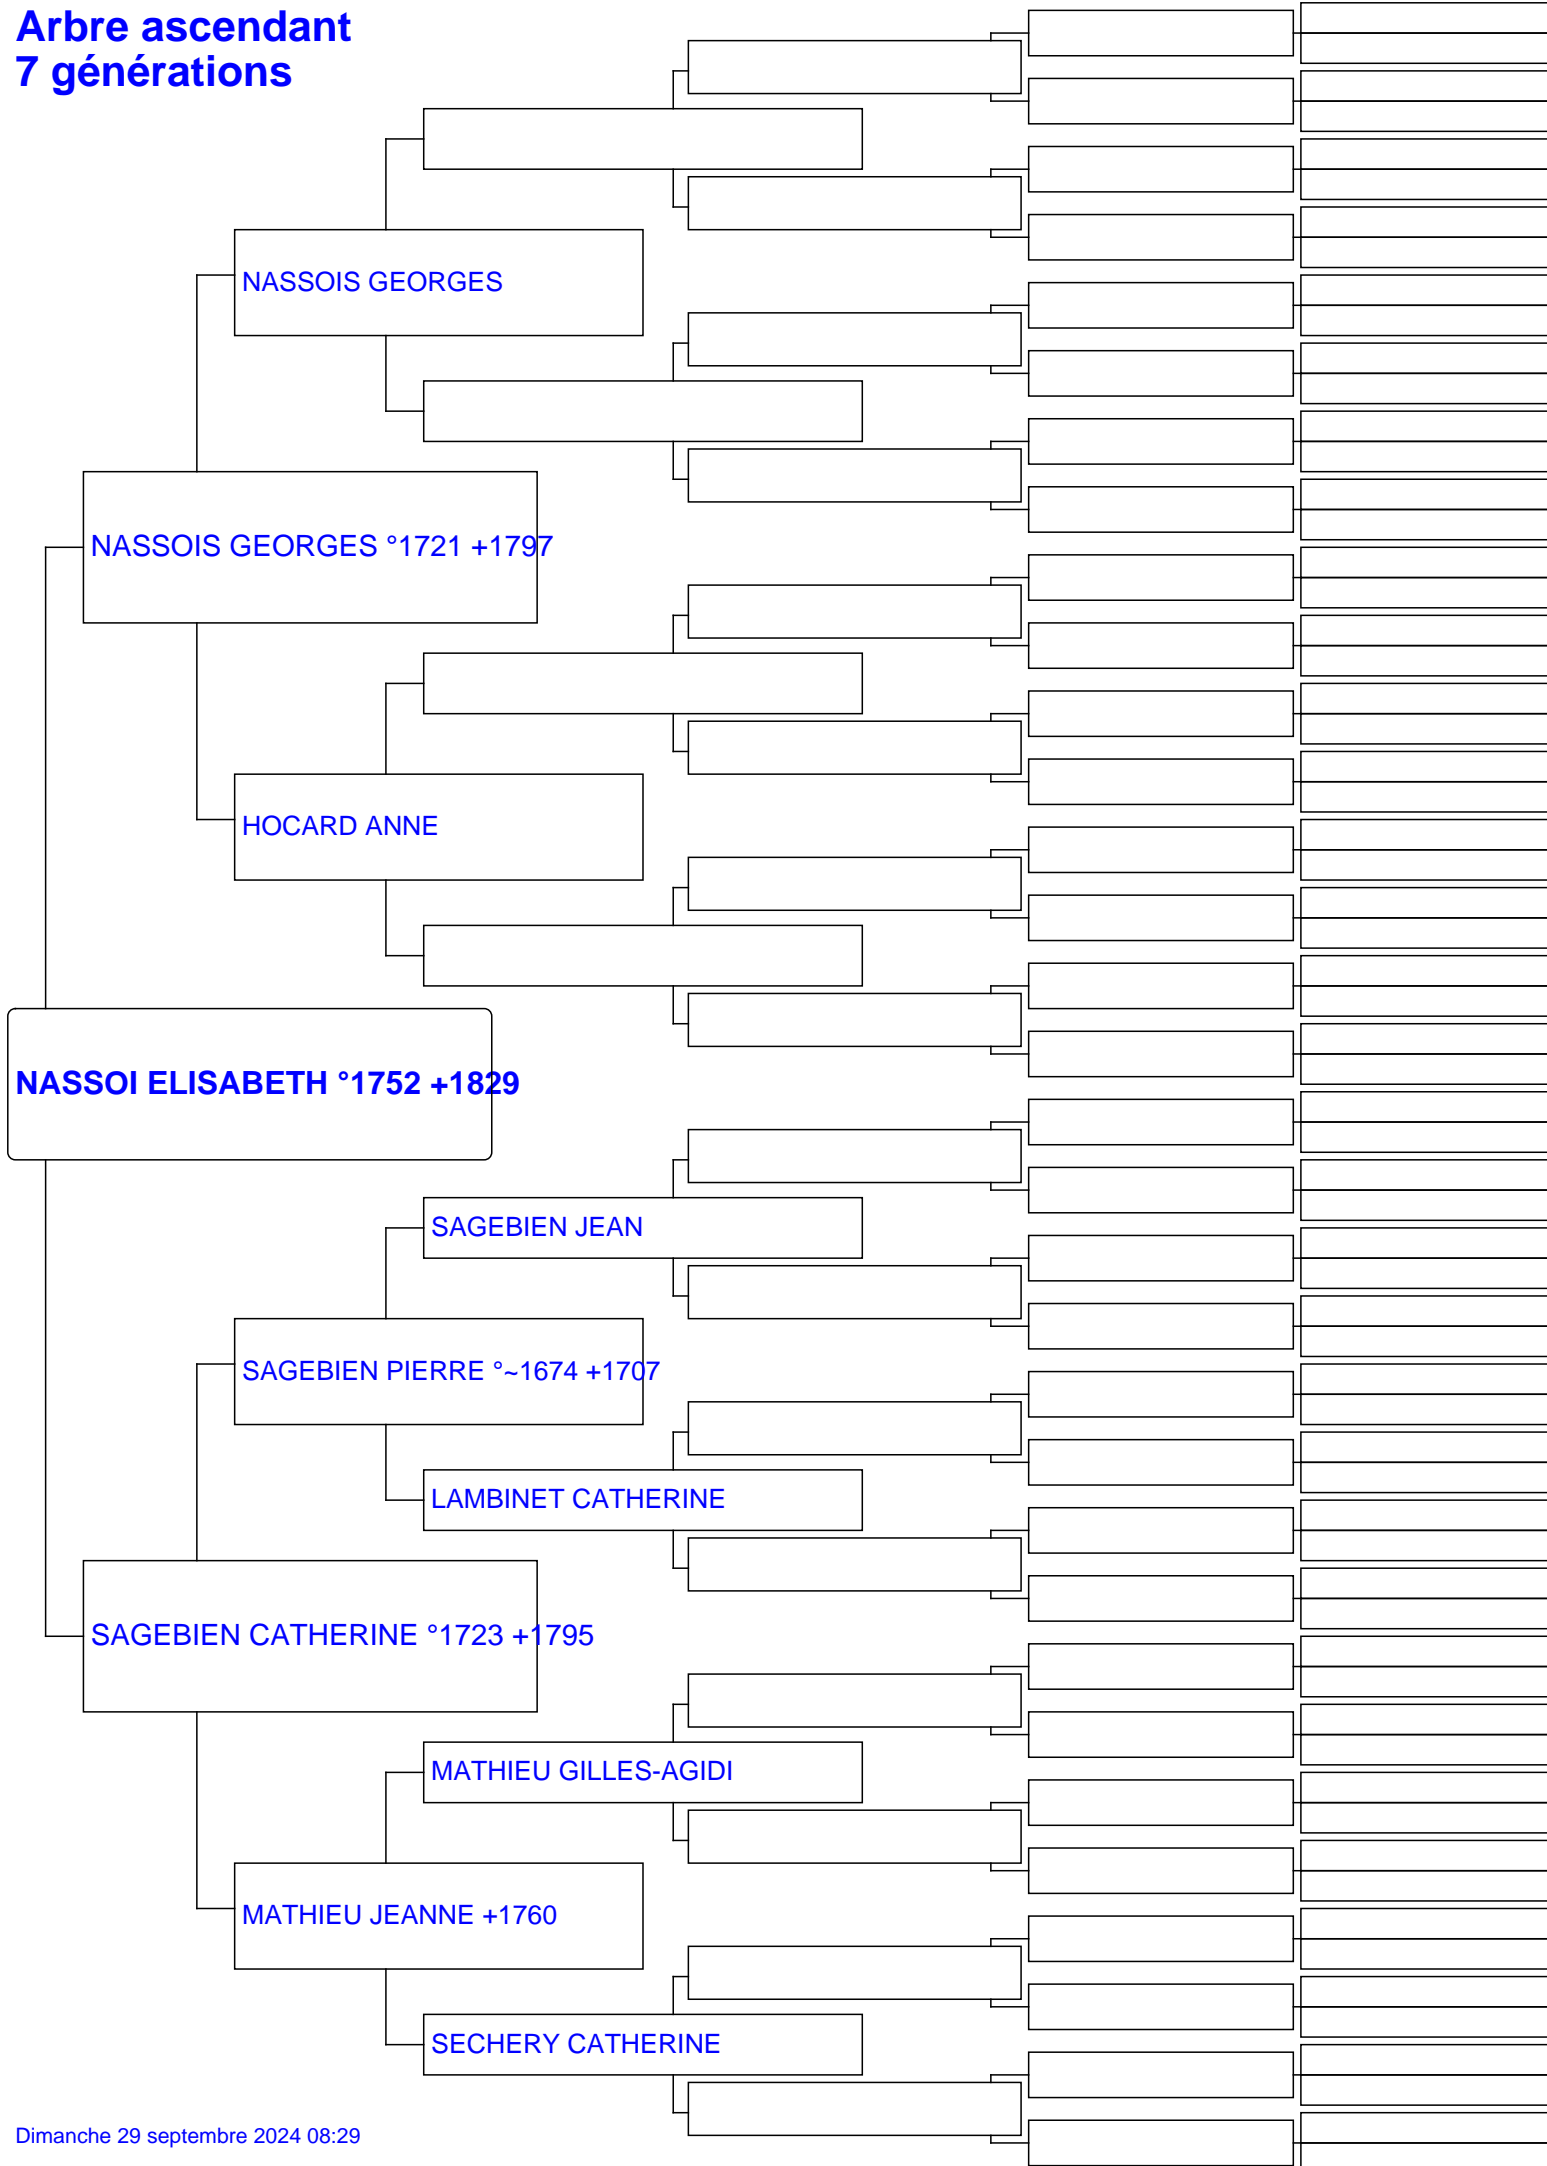 Arbre ascendant
7 générations
NASSOIS GEORGES
NASSOIS GEORGES °1721 +1797
HOCARD ANNE
NASSOI ELISABETH °1752 +1829
SAGEBIEN JEAN
SAGEBIEN PIERRE °~1674 +1707
LAMBINET CATHERINE
SAGEBIEN CATHERINE °1723 +1795
MATHIEU GILLES-AGIDI
MATHIEU JEANNE +1760
SECHERY CATHERINE
Dimanche 29 septembre 2024 08:29